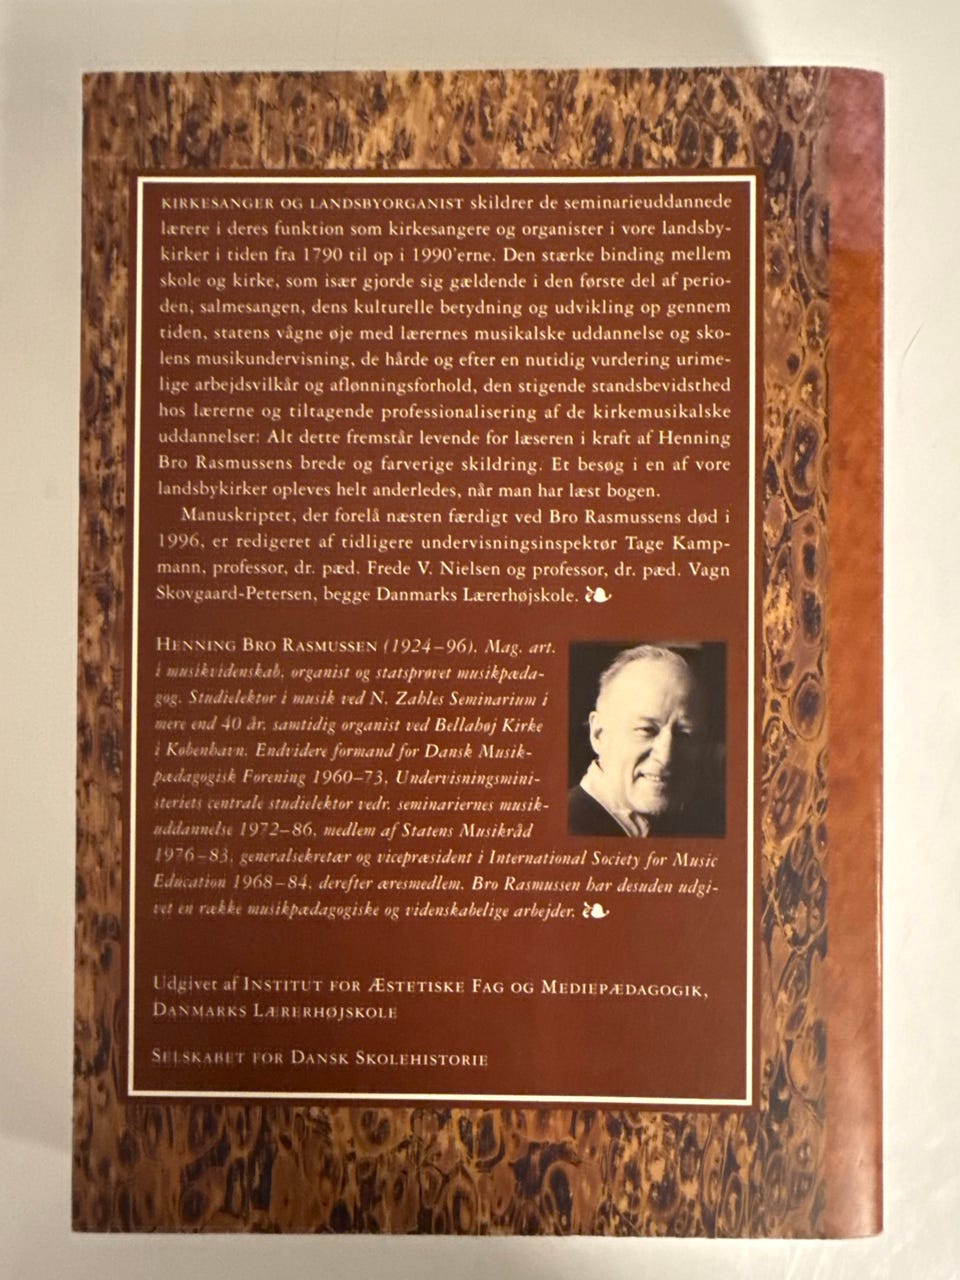 KIRKESANGER OG LANDSBYORGANIST skildrer de seminarieuddannede
lærere i deres funktion som kirkesangere og organister i vore landsby-
kirker i tiden fra 1790 til op i 1990'erne. Den stærke binding mellem
skole og kirke, som især gjorde sig gældende i den første del af perio-
den, salmesangen, dens kulturelle betydning og udvikling op gennem
tiden, statens vågne øje med lærernes musikalske uddannelse og sko-
lens musikundervisning, de hårde og efter en nutidig vurdering urime-
lige arbejdsvilkår og aflønningsforhold, den stigende standsbevidsthed
hos lærerne og tiltagende professionalisering af de kirkemusikalske
uddannelser: Alt dette fremstår levende for læseren i kraft af Henning
Bro Rasmussens brede og farverige skildring. Et besøg i en af vore
landsbykirker opleves helt anderledes, når man har læst bogen.
Manuskriptet, der forelå næsten færdigt ved Bro Rasmussens død i
1996, er redigeret af tidligere undervisningsinspektør Tage Kamp-
mann, professor, dr. pæd. Frede V. Nielsen og professor, dr. pæd. Vagn
Skovgaard-Petersen, begge Danmarks Lærerhøjskole.
HENNING BRO RASMUSSEN (1924–96). Mag. art.
i musikvidenskab, organist og statsprøvet musikpæda-
gog. Studielektor i musik ved N. Zahles Seminarium i
mere end 40 år, samtidig organist ved Bellahøj Kirke
i København. Endvidere formand for Dansk Musik-
pædagogisk Forening 1960–73, Undervisningsmini-
steriets centrale studielektor vedr. seminariernes musik-
uddannelse 1972–86, medlem af Statens Musikråd
1976–83, generalsekretær og vicepræsident i International Society for Music
Education 1968–84, derefter æresmedlem. Bro Rasmussen har desuden udgi-
vet en række musikpædagogiske og videnskabelige arbejder.
Udgivet af INSTITUT FOR ÆSTETISKE FAG OG MEDIEPÆDAGOGIK,
DANMARKS LÆRERHØJSKOLE
SELSKABET FOR DANSK SKOLEHISTORIE